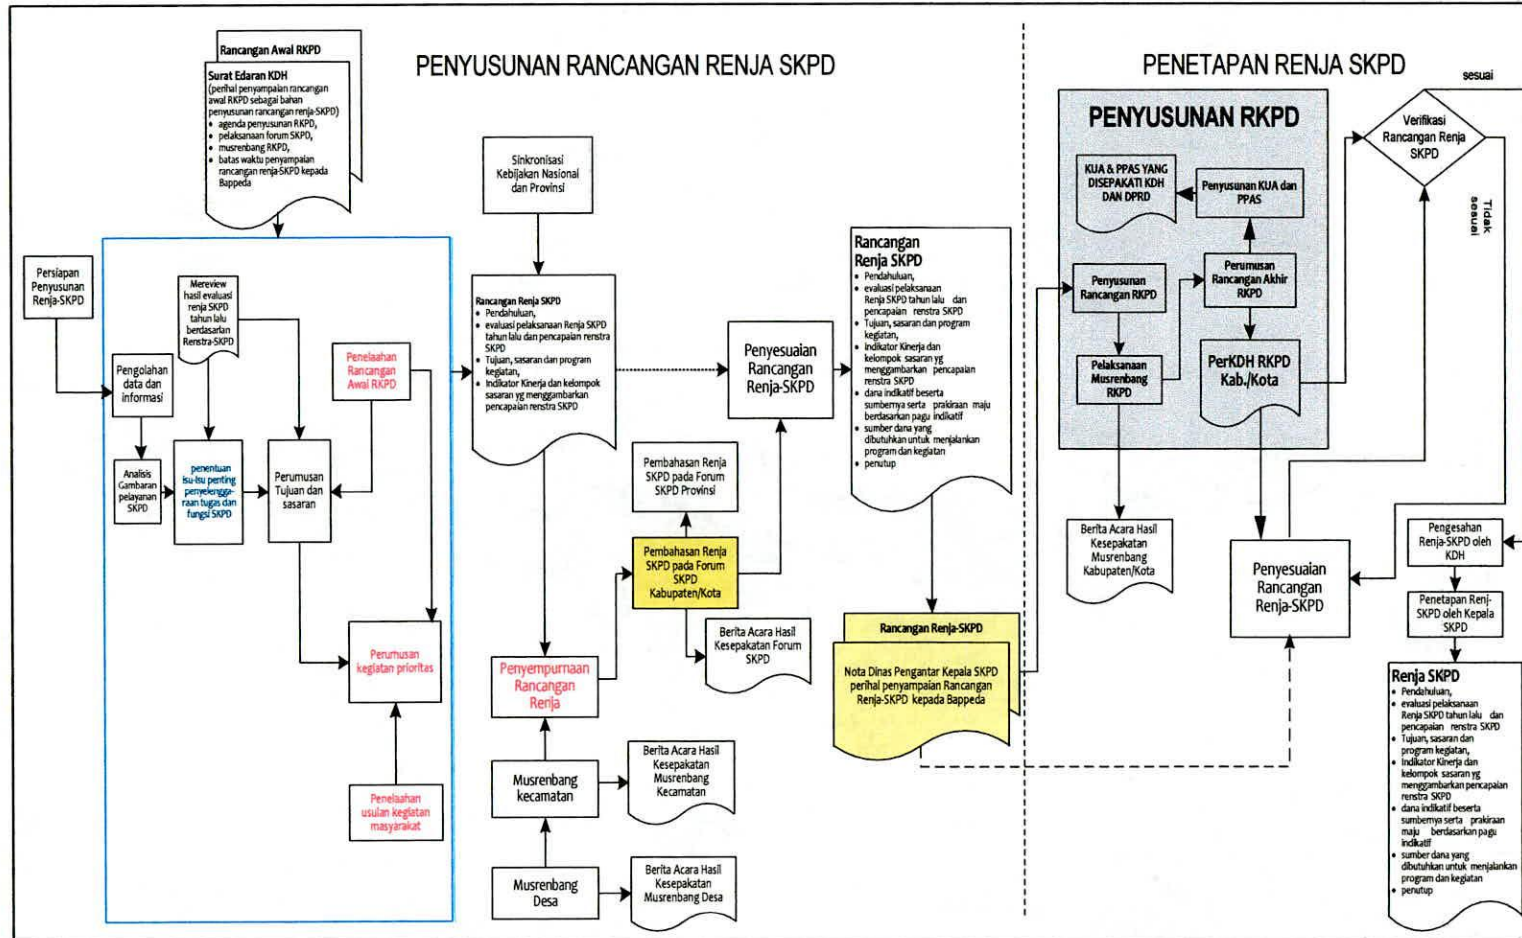 PENYUSUNAN RANCANGAN RENJA SKPD
Rancangan Awal RKPD
Surat Edaran KDH
(perihal penyampaian rancangan
awal RKPD sebagai bahan
penyusunan rancangan renja-SKPD)
• agenda penyusunan RKPD,
• pelaksanaan forum SKPD,
• musrenbang RKPD,
• batas waktu penyampaian
rancangan renja-SKPD kepada
Bappeda
Persiapan
Penyusunan
Renja-SKPD
Pengolahan
data dan
informasi
Analisis
Gambaran
pelayanan
SKPD
Mereview
hasil evaluasi
renja SKPD
tahun lalu
berdasarkan
Renstra-SKPD
penentuan
isu-isu penting
penyelengga-
raan tugas dan
fungsi SKPD
Perumusan
Tujuan dan
sasaran
Penelaahan
Rancangan
Awal RKPD
Perumusan
kegiatan prioritas
Penelaahan
usulan kegiatan
masyarakat
Sinkronisasi
Kebijakan Nasional
dan Provinsi
Rancangan Renja SKPD
• Pendahuluan,
• evaluasi pelaksanaan Renja SKPD
tahun lalu dan pencapaian renstra
SKPD
• Tujuan, sasaran dan program
kegiatan,
• Indikator Kinerja dan kelompok
sasaran yg menggambarkan
pencapaian renstra SKPD
Penyempurnaan
Rancangan
Renja
Musrenbang
kecamatan
Musrenbang
Desa
Berita Acara Hasil
Kesepakatan
Musrenbang
Kecamatan
Berita Acara Hasil
Kesepakatan
Musrenbang Desa
Pembahasan Renja
SKPD pada Forum
SKPD Provinsi
Pembahasan Renja
SKPD pada Forum
SKPD
Kabupaten/Kota
Berita Acara Hasil
Kesepakatan Forum
SKPD
Penyesuaian
Rancangan
Renja-SKPD
Rancangan
Renja SKPD
• Pendahuluan,
• evaluasi pelaksanaan
Renja SKPD tahun lalu dan
pencapaian renstra SKPD
• Tujuan, sasaran dan program
kegiatan,
• Indikator Kinerja dan
kelompok sasaran yg
menggambarkan pencapaian
renstra SKPD
• dana indikatif beserta
sumbernya serta prakiraan maju
berdasarkan pagu indikatif
• sumber dana yang
dibutuhkan untuk menjalankan
program dan kegiatan
• penutup
Rancangan Renja-SKPD
Nota Dinas Pengantar Kepala SKPD
perihal penyampaian Rancangan
Renja-SKPD kepada Bappeda
PENETAPAN RENJA SKPD
PENYUSUNAN RKPD
KUA & PPAS YANG
DISEPAKATI KDH
DAN DPRD
Penyusunan KUA dan
PPAS
Penyusunan
Rancangan RKPD
Perumusan
Rancangan Akhir
RKPD
Pelaksanaan
Musrenbang
RKPD
PerKDH RKPD
Kab./Kota
Berita Acara Hasil
Kesepakatan
Musrenbang
Kabupaten/Kota
Penyesuaian
Rancangan
Renja-SKPD
Verifikasi
Rancangan Renja
SKPD
sesuai
Tidak
sesuai
Pengesahan
Renja-SKPD oleh
KDH
Penetapan Renj-
SKPD oleh Kepala
SKPD
Renja SKPD
• Pendahuluan,
• evaluasi pelaksanaan
Renja SKPD tahun lalu dan
pencapaian renstra SKPD
• Tujuan, sasaran dan
program kegiatan,
• Indikator Kinerja dan
kelompok sasaran yg
menggambarkan pencapaian
renstra SKPD
• dana indikatif beserta
sumbernya serta prakiraan
maju berdasarkan pagu
indikatif
• sumber dana yang
dibutuhkan untuk menjalankan
program dan kegiatan
• penutup